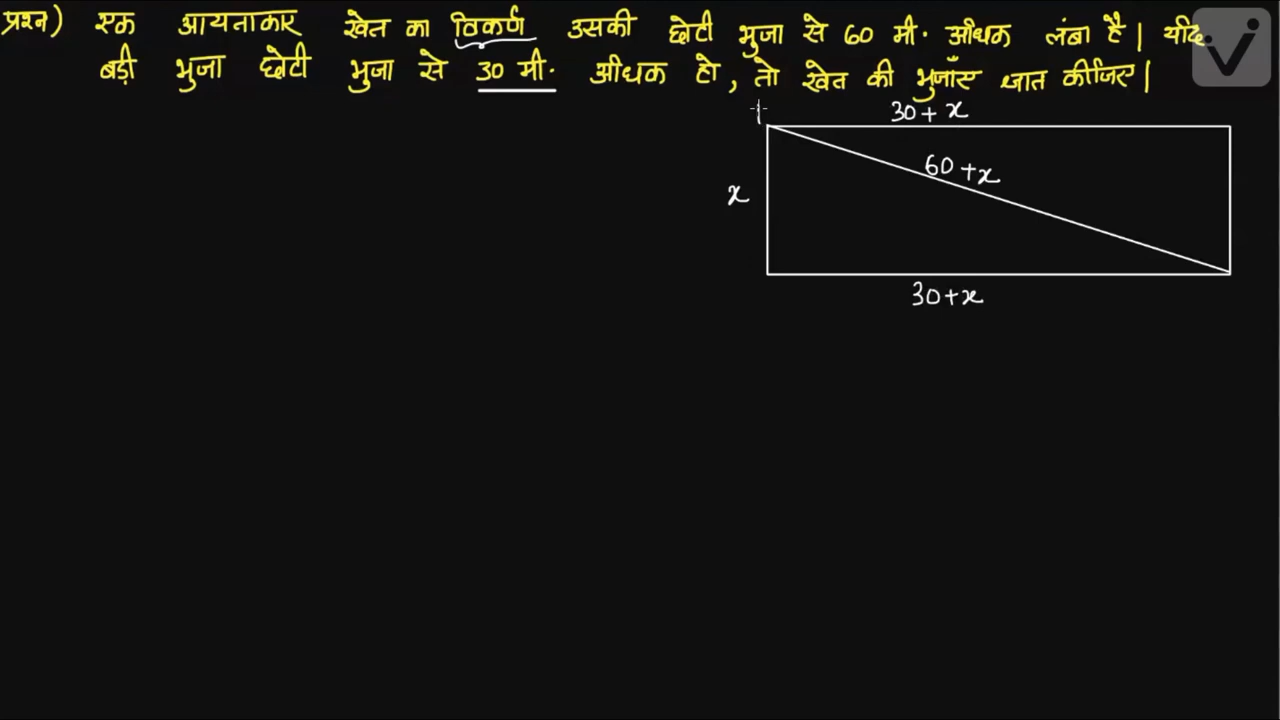 प्रश्न) एक आयताकार खेत का विकर्ण उसकी छोटी भुजा से 60 मी. अधिक लंबा है | यदि
बड़ी भुजा छोटी भुजा से 30 मी. अधिक हो, तो खेत की भुजाएँ ज्ञात कीजिए |
30+x
60+x
x
30+x